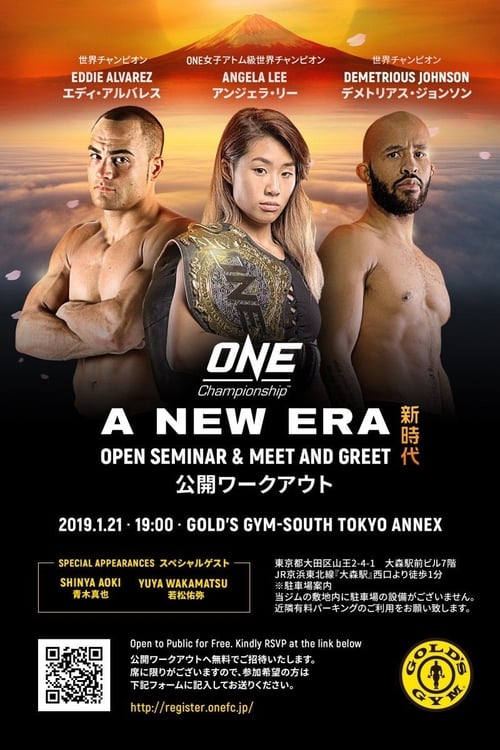 世界チャンピオン
EDDIE ALVAREZ
エディ・アルバレス
ONE女子アトム級世界チャンピオン
ANGELA LEE
アンジェラ・リー
世界チャンピオン
DEMETRIOUS JOHNSON
デメトリアス・ジョンソン
ONE
ONE
Championship™
A NEW ERA 新時代
OPEN SEMINAR & MEET AND GREET
公開ワークアウト
2019.1.21 · 19:00 · GOLD'S GYM-SOUTH TOKYO ANNEX
SPECIAL APPEARANCES スペシャルゲスト
SHINYA AOKI
青木真也
YUYA WAKAMATSU
若松佑弥
東京都大田区山王2-4-1 大森駅前ビル7階
JR京浜東北線『大森駅』西口より徒歩1分
※駐車場案内
当ジムの敷地内に駐車場の設備がございません。
近隣有料パーキングのご利用をお願い致します。
Open to Public for Free. Kindly RSVP at the link below
公開ワークアウトへ無料でご招待いたします。
席に限りがございますので、参加希望の方は
下記フォームに記入してお送りください。
http://register.onefc.jp/
GOLD'S
GYM